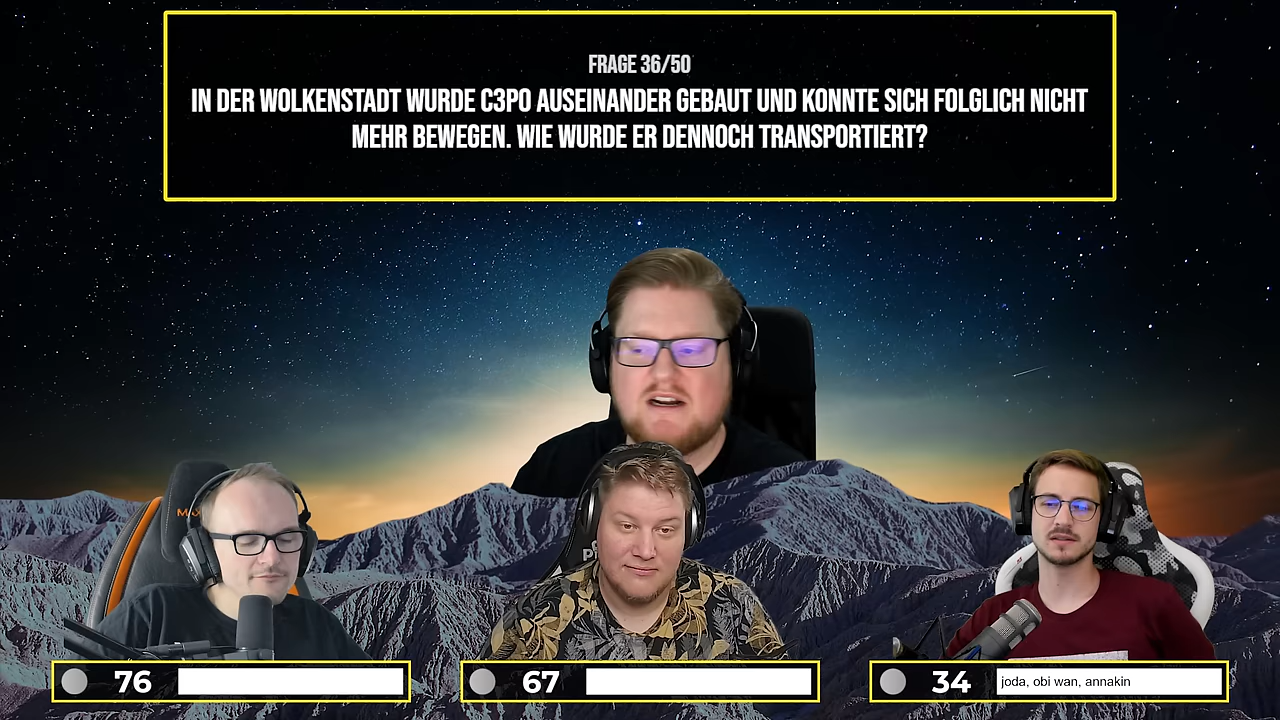 FRAGE 36/50
IN DER WOLKENSTADT WURDE C3PO AUSEINANDER GEBAUT UND KONNTE SICH FOLGLICH NICHT
MEHR BEWEGEN. WIE WURDE ER DENNOCH TRANSPORTIERT?
76
67
34
joda, obi wan, annakin